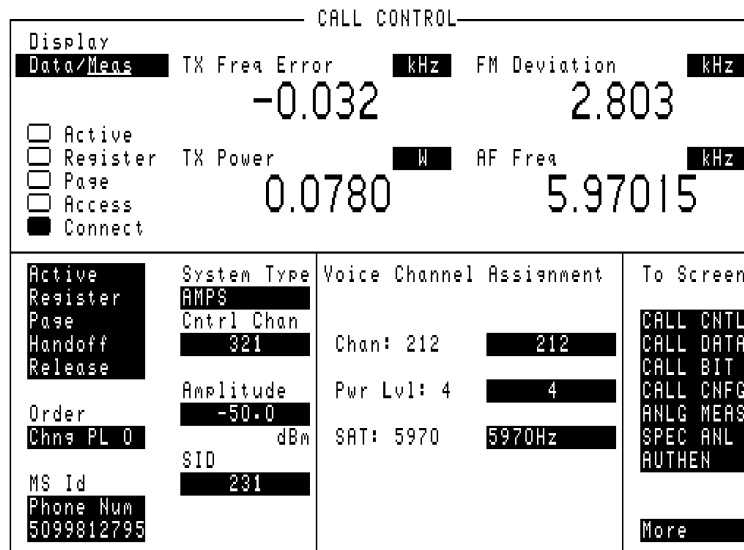 CALL CONTROL
Display
Data/Meas
TX Freq Error kHz
-0.032
FM Deviation kHz
2.803
Active
Register
Page
Access
Connect
TX Power W
0.0780
AF Freq kHz
5.97015
Active
Register
Page
Handoff
Release
Order
Chng PL 0
MS Id
Phone Num
5099812795
System Type
AMPS
Cntrl Chan
321
Amplitude
-50.0
dBm
SID
231
Voice Channel Assignment
Chan: 212 212
Pwr Lvl: 4 4
SAT: 5970 5970Hz
To Screen
CALL CNTL
CALL DATA
CALL BIT
CALL CNFG
ANLG MEAS
SPEC ANL
AUTHEN
More